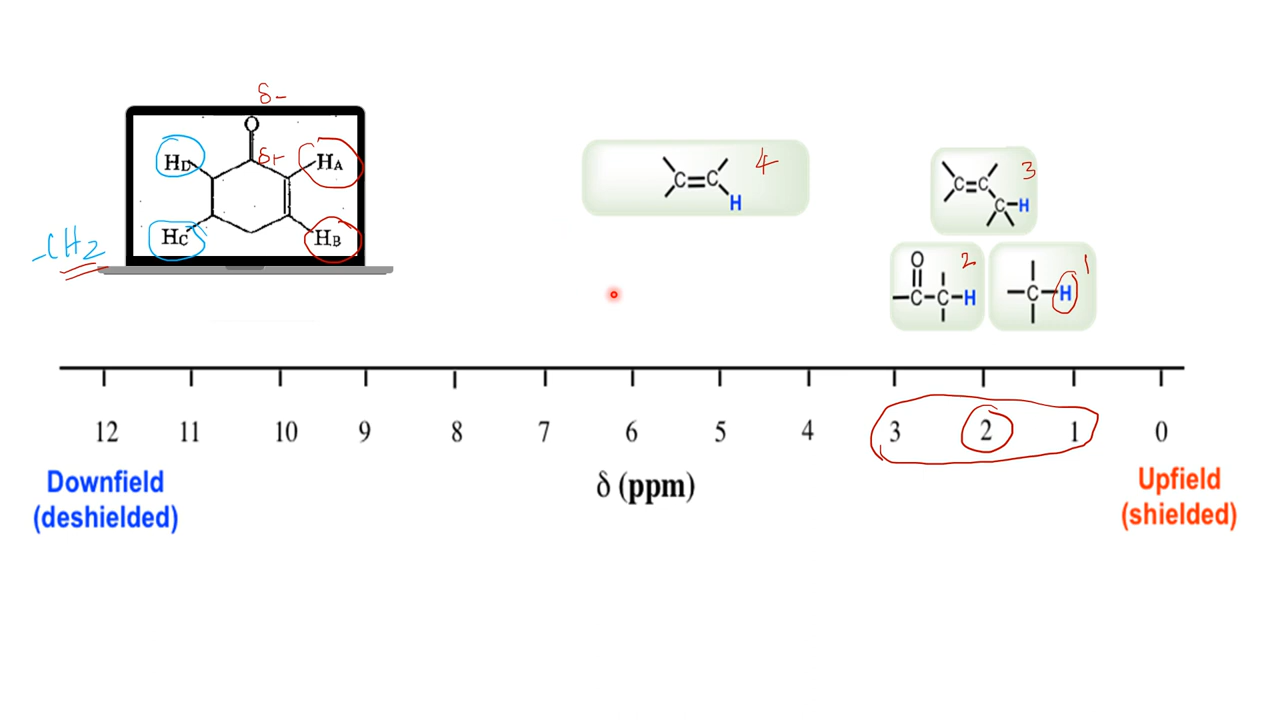 δ-
O
HD
δ+
HA
4
C=C
H
C=C
3
C-H
HC
HB
-CH2
O
2
-C-C-H
1
-C-H
12 11 10 9 8 7 6 5 4 3 2 1 0
Downfield
(deshielded)
δ (ppm)
Upfield
(shielded)